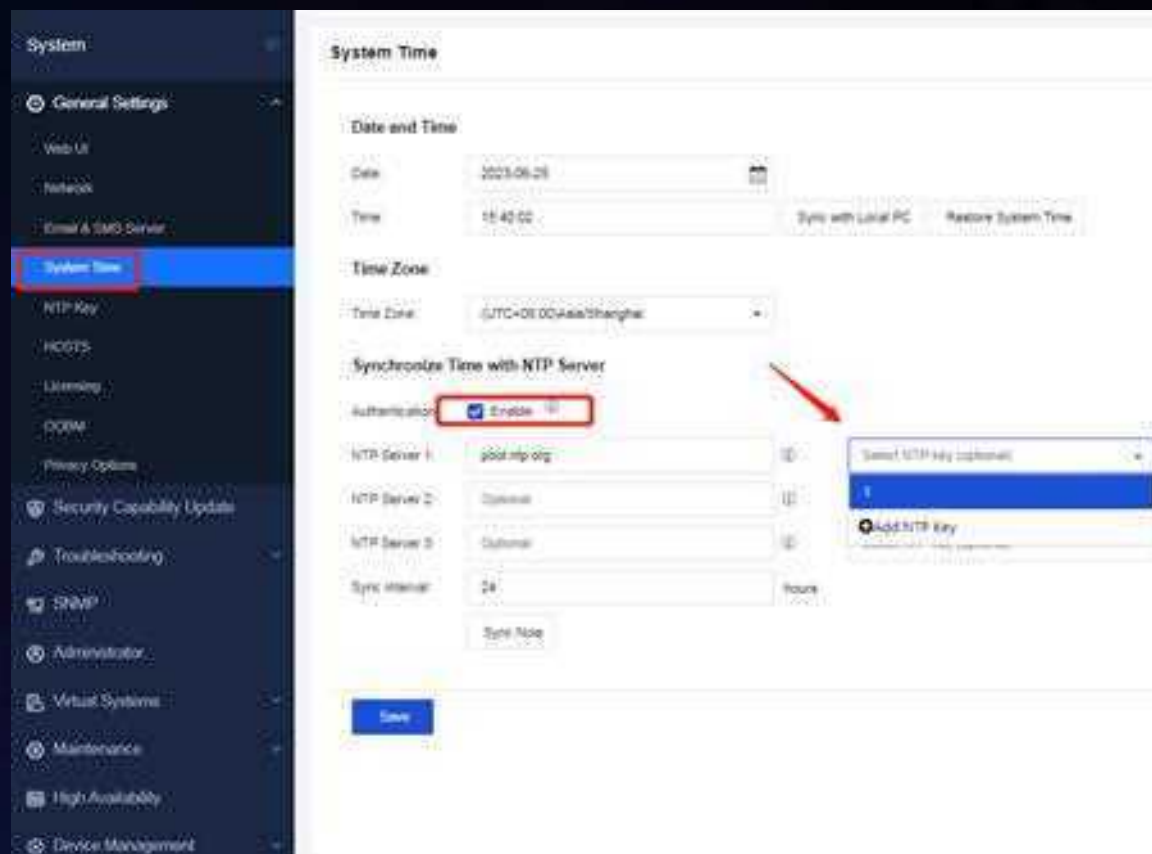 System
General Settings
Web UI
Network
Email & SMS Server
System Time
NTP Key
HOSTS
Licensing
OOBM
Privacy Options
Security Capability Update
Troubleshooting
SNMP
Administrator
Virtual Systems
Maintenance
High Availability
Device Management
System Time
Date and Time
Date
Time
Sync with Local PC
Restore System Time
Time Zone
Time Zone
Synchronize Time with NTP Server
Authentication
Enable
NTP Server 1
pool.ntp.org
Select NTP key (optional)
1
Add NTP Key
NTP Server 2
Optional
NTP Server 3
Optional
Sync Interval
24
hours
Sync Now
Save